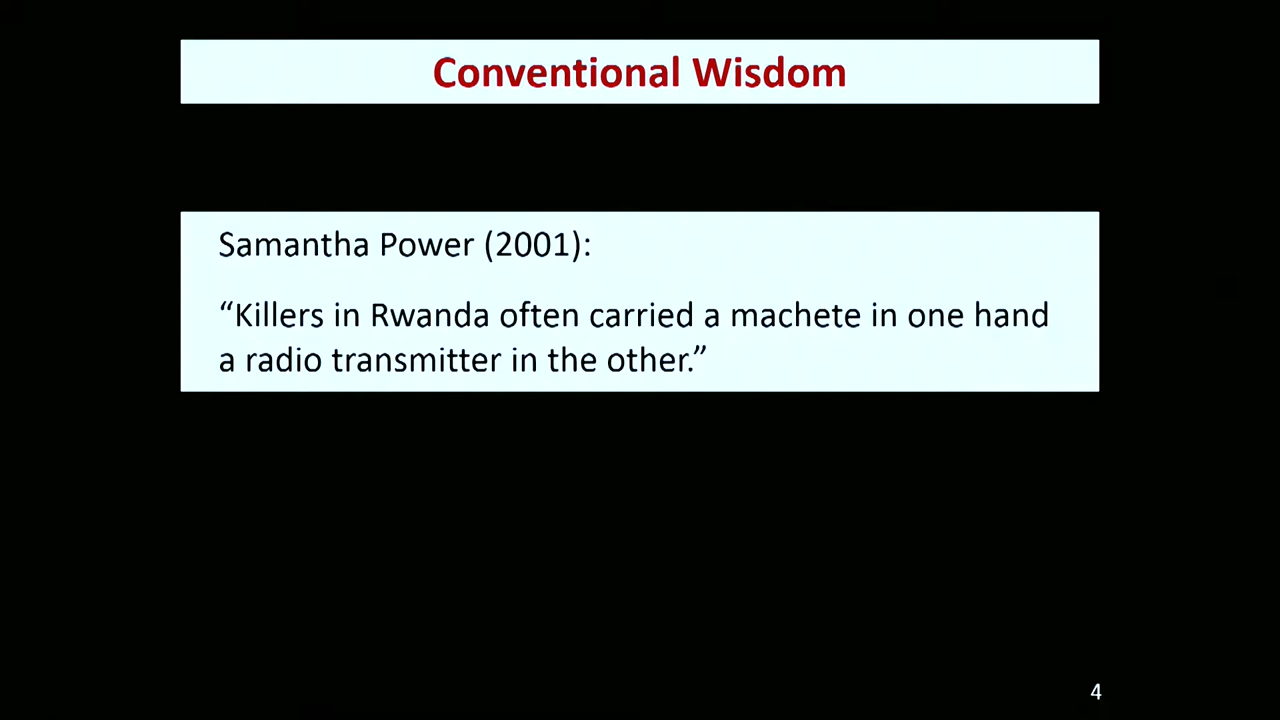 Conventional Wisdom
Samantha Power (2001):
“Killers in Rwanda often carried a machete in one hand
a radio transmitter in the other.”
4